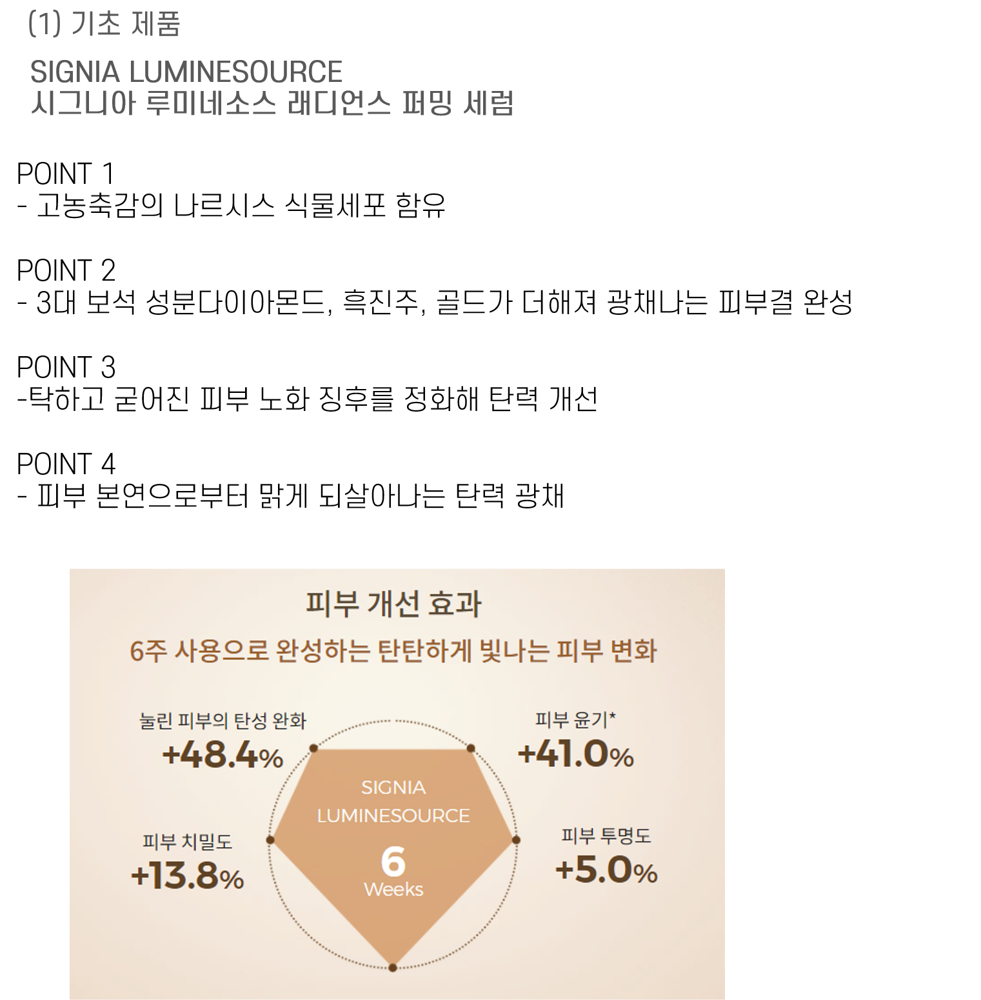 (1) 기초 제품
SIGNIA LUMINESOURCE
시그니아 루미네소스 래디언스 퍼밍 세럼
POINT 1
- 고농축감의 나르시스 식물세포 함유
POINT 2
- 3대 보석 성분다이아몬드, 흑진주, 골드가 더해져 광채나는 피부결 완성
POINT 3
-탁하고 굳어진 피부 노화 징후를 정화해 탄력 개선
POINT 4
- 피부 본연으로부터 맑게 되살아나는 탄력 광채
피부 개선 효과
6주 사용으로 완성하는 탄탄하게 빛나는 피부 변화
눌린 피부의 탄성 완화
+48.4%
피부 윤기*
+41.0%
SIGNIA
LUMINESOURCE
6
Weeks
피부 치밀도
+13.8%
피부 투명도
+5.0%